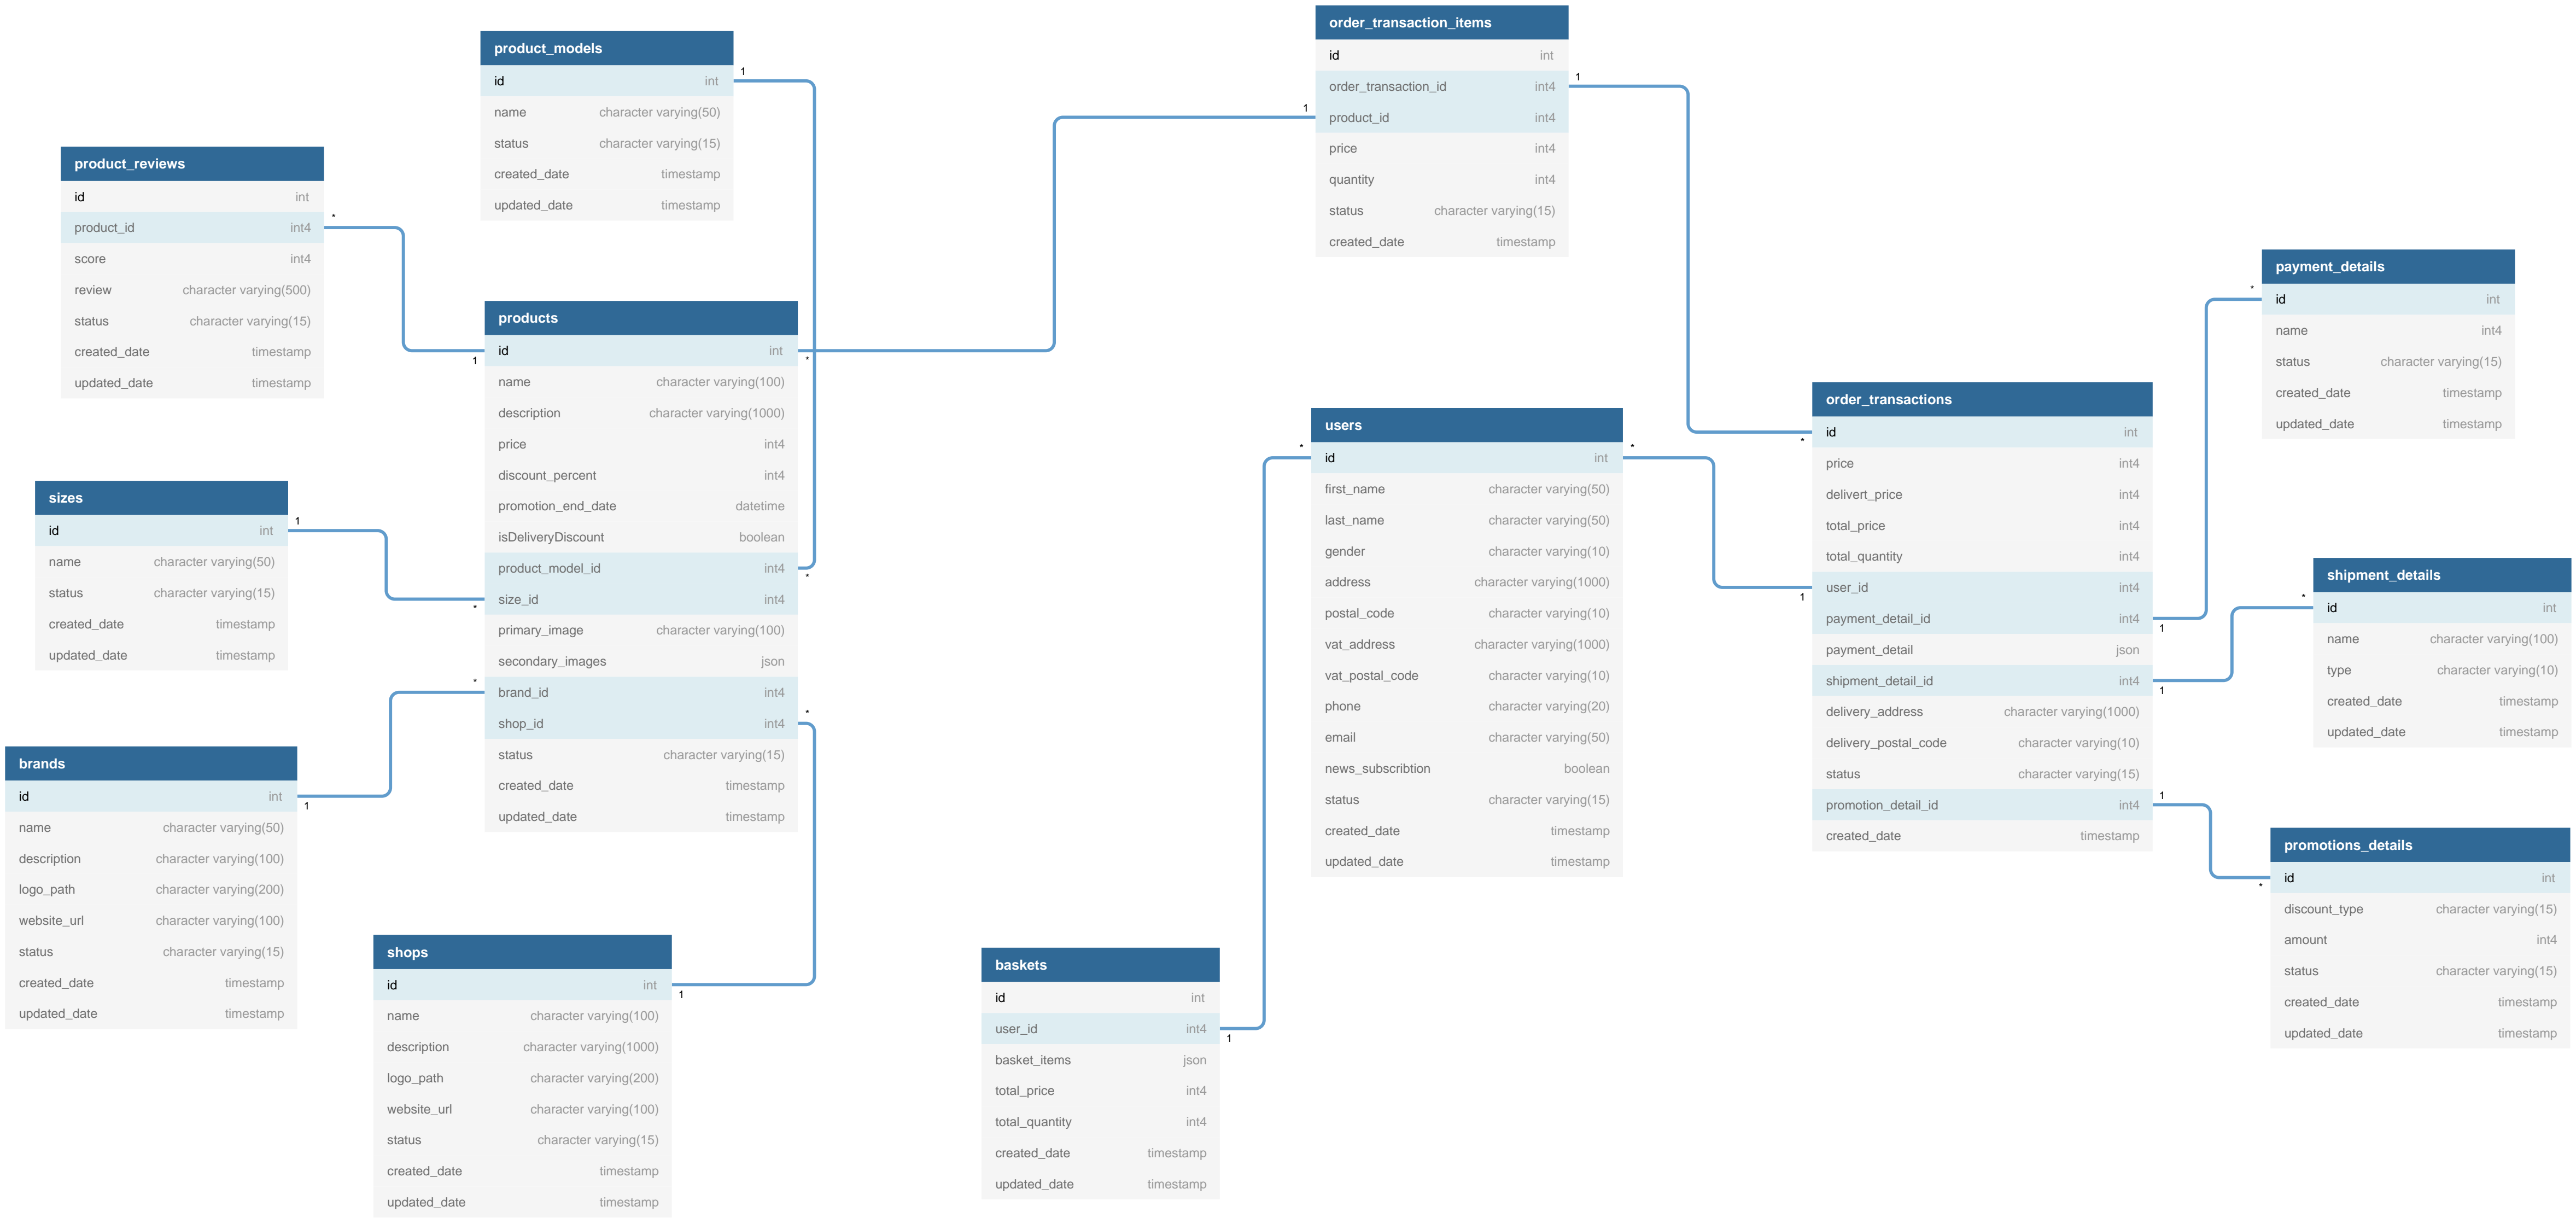 product_models
id int
name character varying(50)
status character varying(15)
created_date timestamp
updated_date timestamp
1
order_transaction_items
id int
order_transaction_id int4
product_id int4
price int4
quantity int4
status character varying(15)
created_date timestamp
1
1
product_reviews
id int
product_id int4
score int4
review character varying(500)
status character varying(15)
created_date timestamp
updated_date timestamp
*
1
products
id int
name character varying(100)
description character varying(1000)
price int4
discount_percent int4
promotion_end_date datetime
isDeliveryDiscount boolean
product_model_id int4
size_id int4
primary_image character varying(100)
secondary_images json
brand_id int4
shop_id int4
status character varying(15)
created_date timestamp
updated_date timestamp
*
*
*
*
*
sizes
id int
name character varying(50)
status character varying(15)
created_date timestamp
updated_date timestamp
1
brands
id int
name character varying(50)
description character varying(100)
logo_path character varying(200)
website_url character varying(100)
status character varying(15)
created_date timestamp
updated_date timestamp
1
shops
id int
name character varying(100)
description character varying(1000)
logo_path character varying(200)
website_url character varying(100)
status character varying(15)
created_date timestamp
updated_date timestamp
1
users
id int
first_name character varying(50)
last_name character varying(50)
gender character varying(10)
address character varying(1000)
postal_code character varying(10)
vat_address character varying(1000)
vat_postal_code character varying(10)
phone character varying(20)
email character varying(50)
news_subscribtion boolean
status character varying(15)
created_date timestamp
updated_date timestamp
*
*
baskets
id int
user_id int4
basket_items json
total_price int4
total_quantity int4
created_date timestamp
updated_date timestamp
1
order_transactions
id int
price int4
delivert_price int4
total_price int4
total_quantity int4
user_id int4
payment_detail_id int4
payment_detail json
shipment_detail_id int4
delivery_address character varying(1000)
delivery_postal_code character varying(10)
status character varying(15)
promotion_detail_id int4
created_date timestamp
*
1
1
1
1
payment_details
id int
name int4
status character varying(15)
created_date timestamp
updated_date timestamp
*
shipment_details
id int
name character varying(100)
type character varying(10)
created_date timestamp
updated_date timestamp
*
promotions_details
id int
discount_type character varying(15)
amount int4
status character varying(15)
created_date timestamp
updated_date timestamp
*